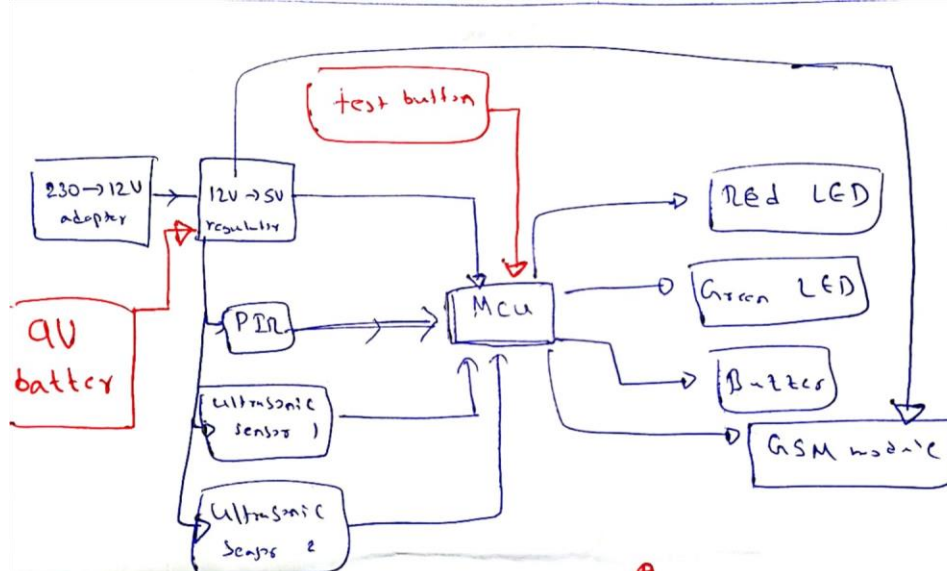 test button
230→12V
adapter
12V→5V
regulator
Red LED
Green LED
MCU
PIR
9V
batter
Buzzer
ultrasonic
sensor 1
GSM module
ultrasonic
sensor 2